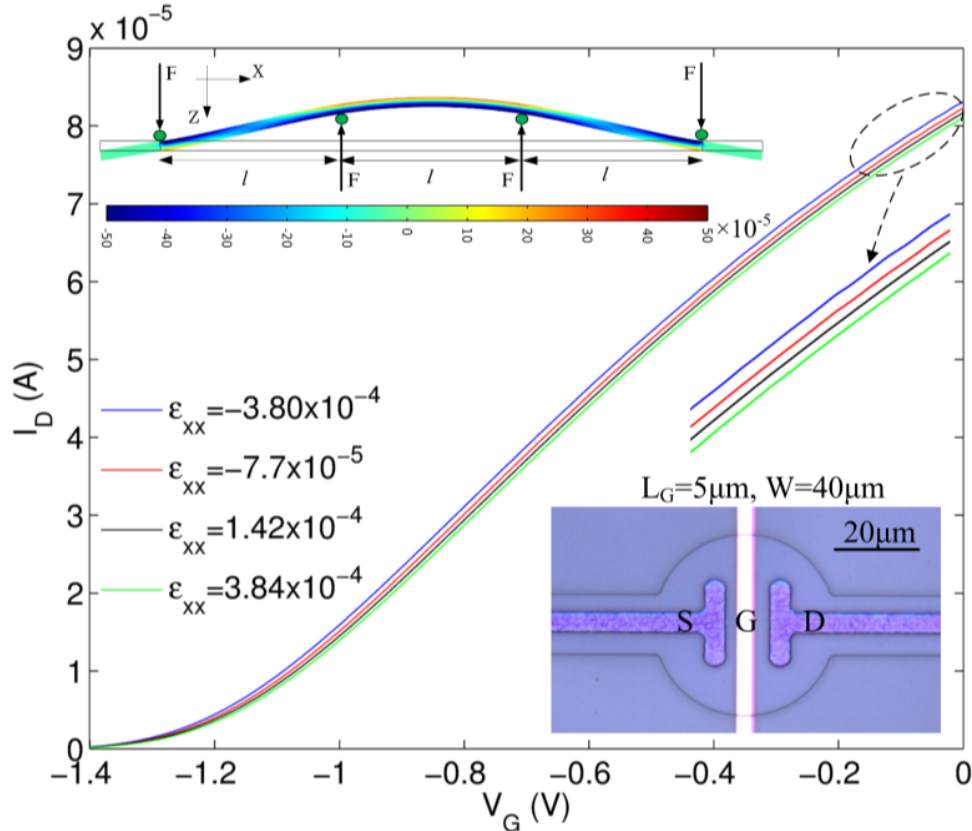 x 10⁻⁵
9
8
7
6
5
4
3
2
1
0
I_D (A)
F
X
Z
F
F
F
l
l
l
-50
-40
-30
-20
-10
0
10
20
30
40
50
×10⁻⁵
ε_xx=−3.80x10⁻⁴
ε_xx=−7.7x10⁻⁵
ε_xx=1.42x10⁻⁴
ε_xx=3.84x10⁻⁴
L_G=5μm, W=40μm
20μm
S G D
−1.4 −1.2 −1 −0.8 −0.6 −0.4 −0.2 0
V_G (V)